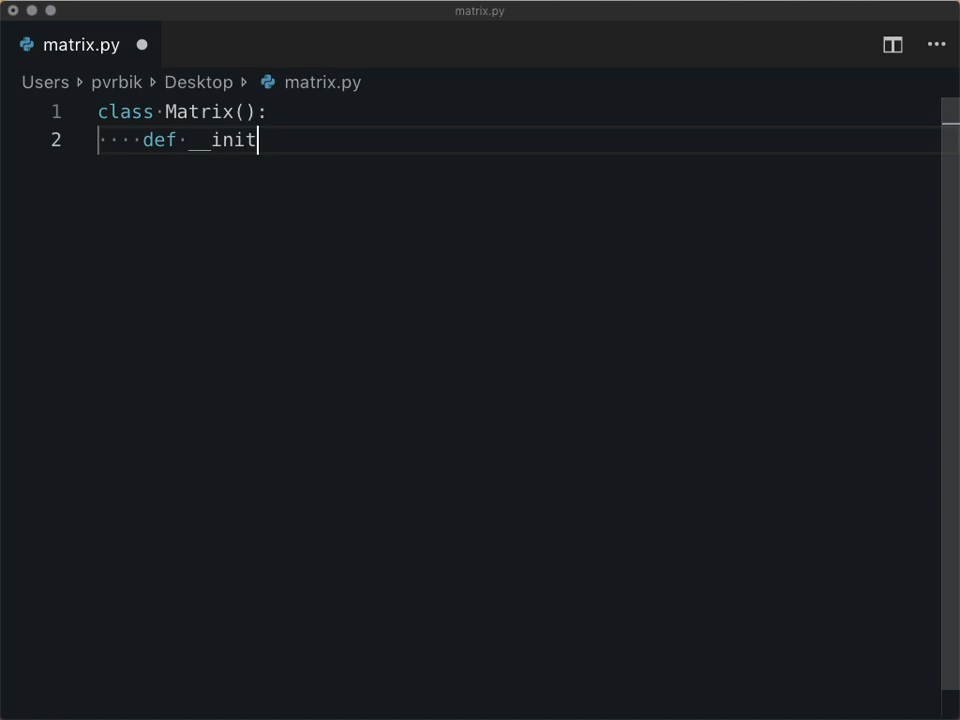 matrix.py
matrix.py
Users pvrbik Desktop matrix.py
1 class Matrix():
2 def __init